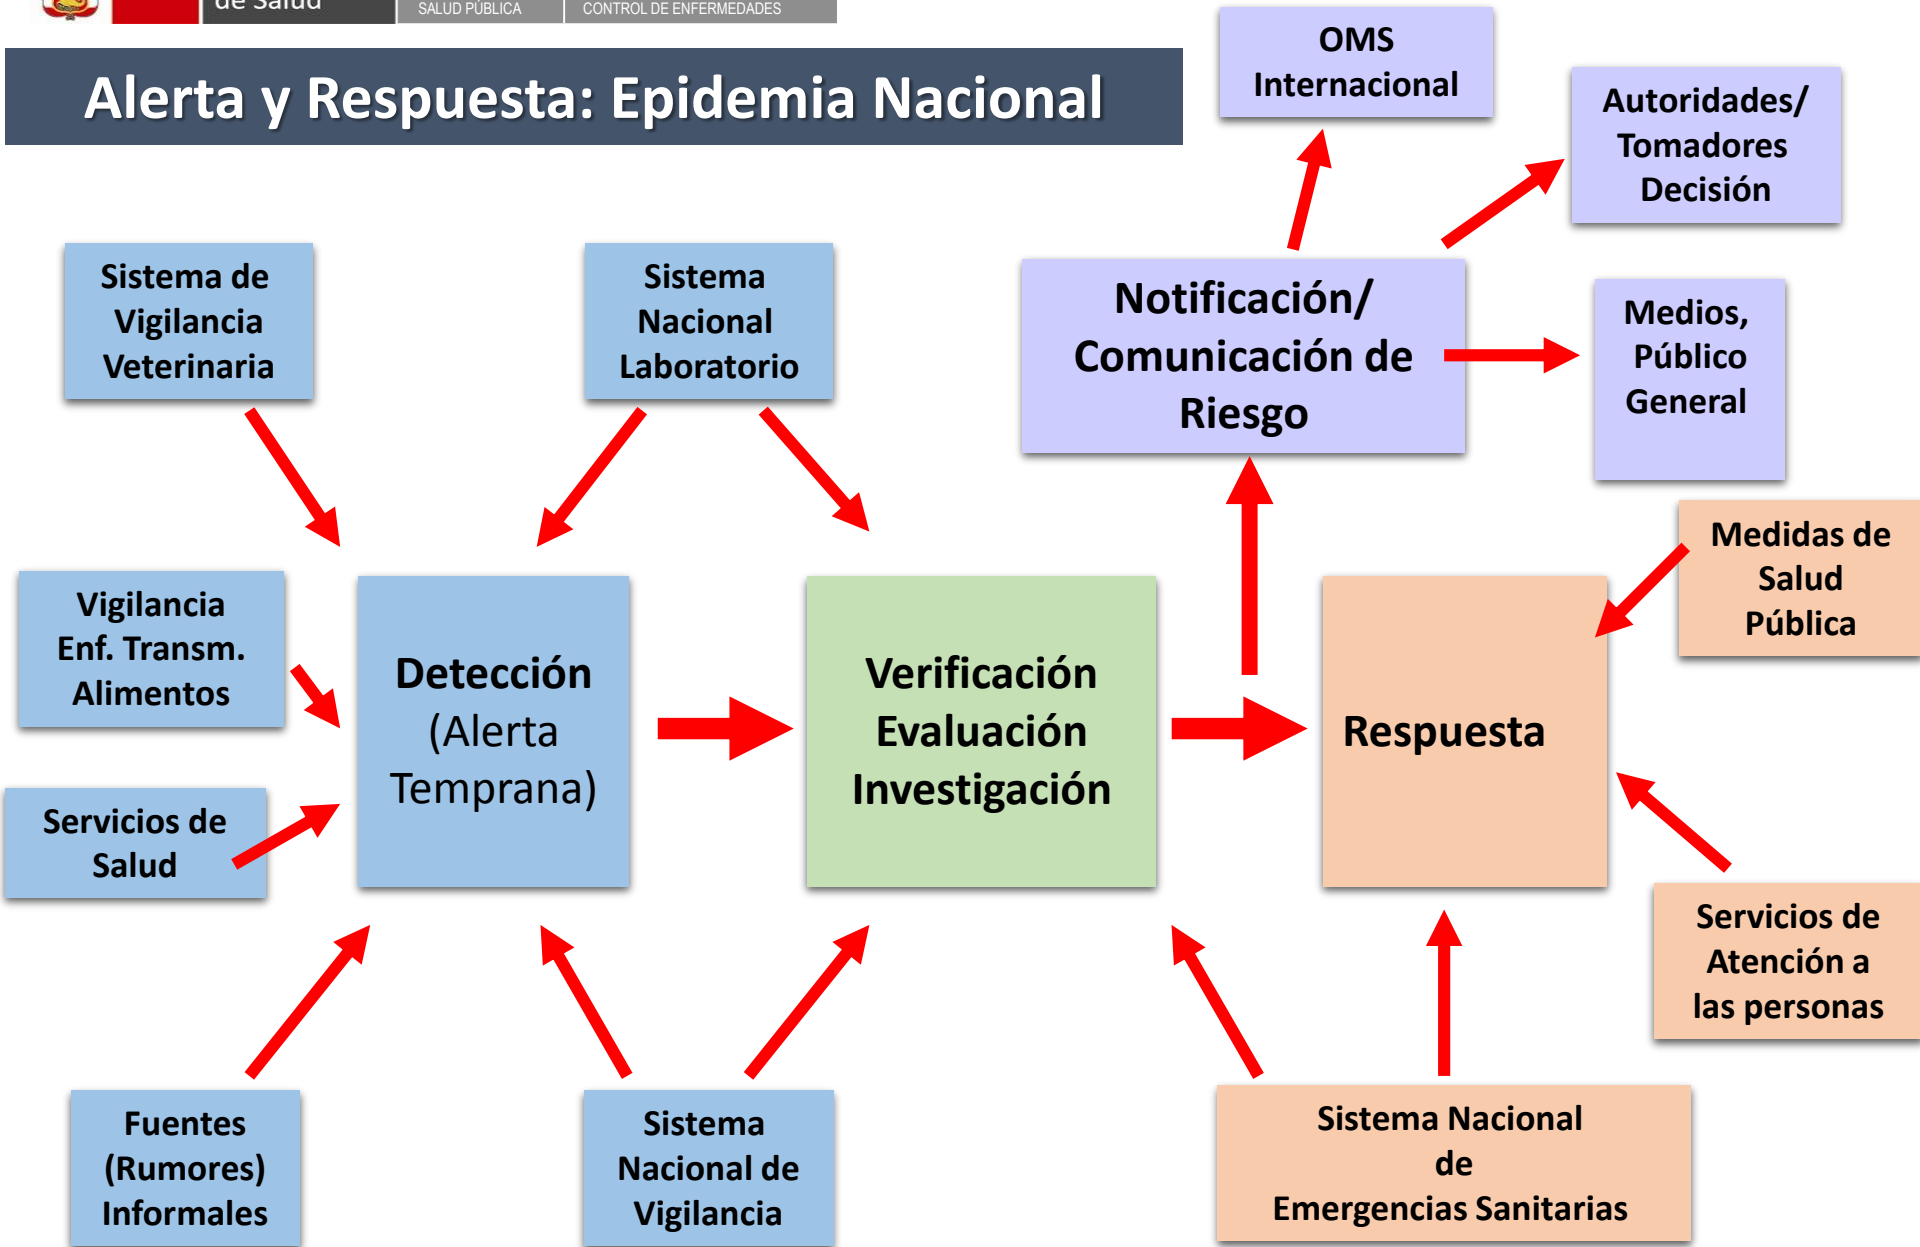 de Salud
SALUD PÚBLICA
CONTROL DE ENFERMEDADES
Alerta y Respuesta: Epidemia Nacional
OMS
Internacional
Autoridades/
Tomadores
Decisión
Sistema de
Vigilancia
Veterinaria
Sistema
Nacional
Laboratorio
Notificación/
Comunicación de
Riesgo
Medios,
Público
General
Medidas de
Salud
Pública
Vigilancia
Enf. Transm.
Alimentos
Detección
(Alerta
Temprana)
Verificación
Evaluación
Investigación
Respuesta
Servicios de
Salud
Servicios de
Atención a
las personas
Fuentes
(Rumores)
Informales
Sistema
Nacional de
Vigilancia
Sistema Nacional
de
Emergencias Sanitarias